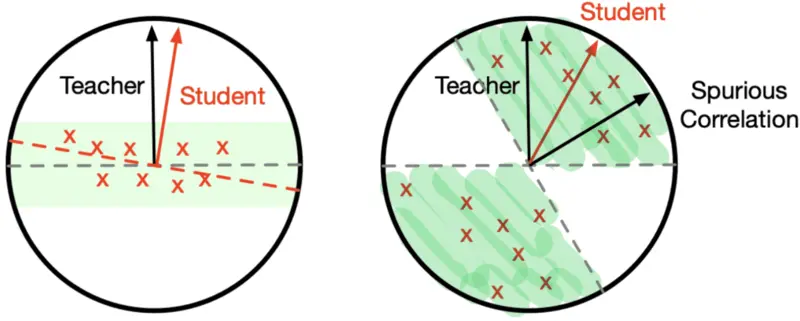 Teacher
Student
x x x x x
x x x x
Student
Teacher
Spurious
Correlation
x x x x x x x
x x x x x x x